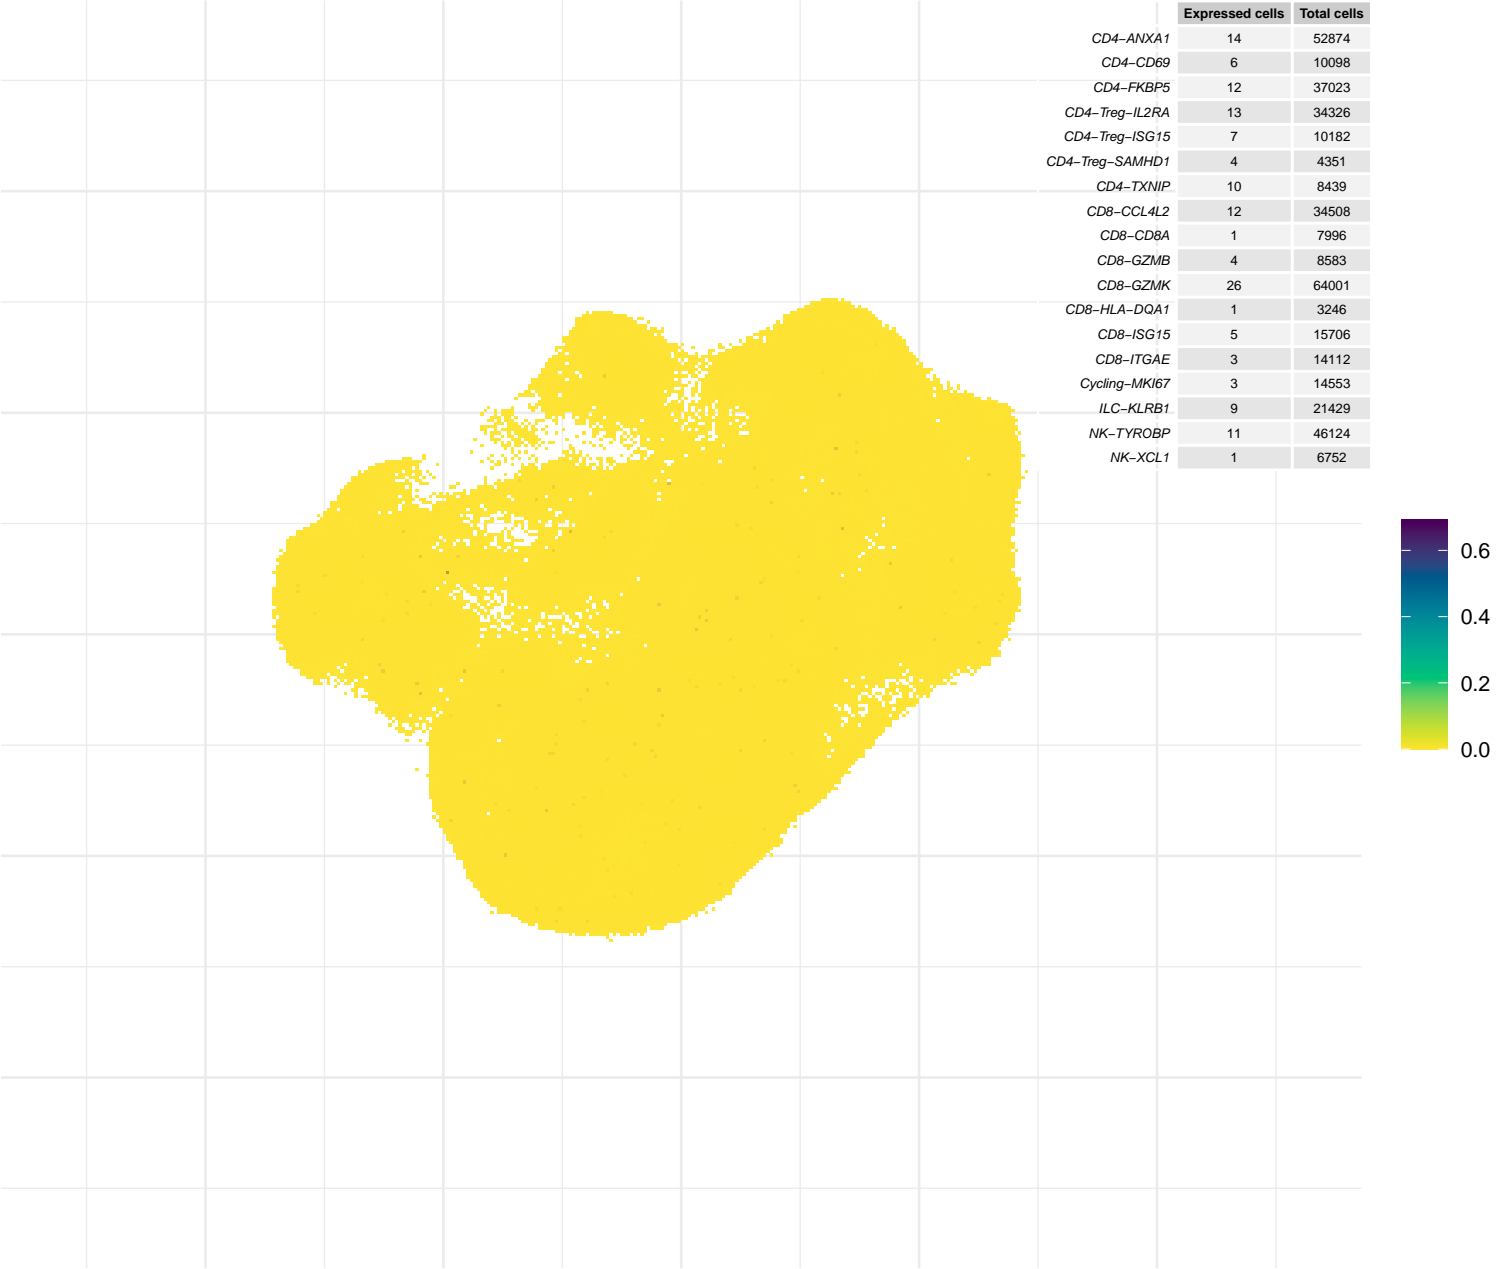 Expressed cells Total cells
CD4−ANXA1 14 52874
CD4−CD69 6 10098
CD4−FKBP5 12 37023
CD4−Treg−IL2RA 13 34326
CD4−Treg−ISG15 7 10182
CD4−Treg−SAMHD1 4 4351
CD4−TXNIP 10 8439
CD8−CCL4L2 12 34508
CD8−CD8A 1 7996
CD8−GZMB 4 8583
CD8−GZMK 26 64001
CD8−HLA−DQA1 1 3246
CD8−ISG15 5 15706
CD8−ITGAE 3 14112
Cycling−MKI67 3 14553
ILC−KLRB1 9 21429
NK−TYROBP 11 46124
NK−XCL1 1 6752
0.6
0.4
0.2
0.0